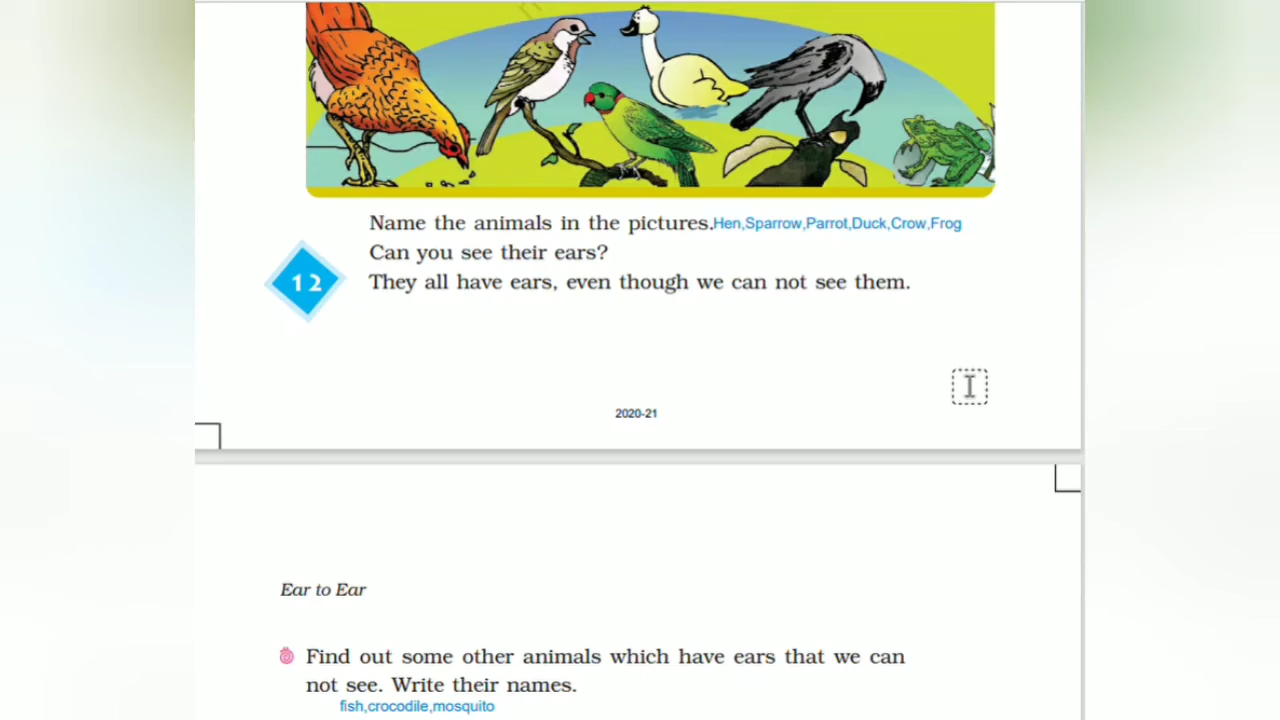 Name the animals in the pictures.Hen,Sparrow,Parrot,Duck,Crow,Frog
Can you see their ears?
12
They all have ears, even though we can not see them.
2020-21
Ear to Ear
Find out some other animals which have ears that we can
not see. Write their names.
fish,crocodile,mosquito